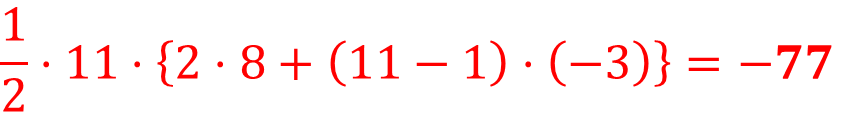 1/2 · 11 · {2 · 8 + (11 − 1) · (−3)} = −77